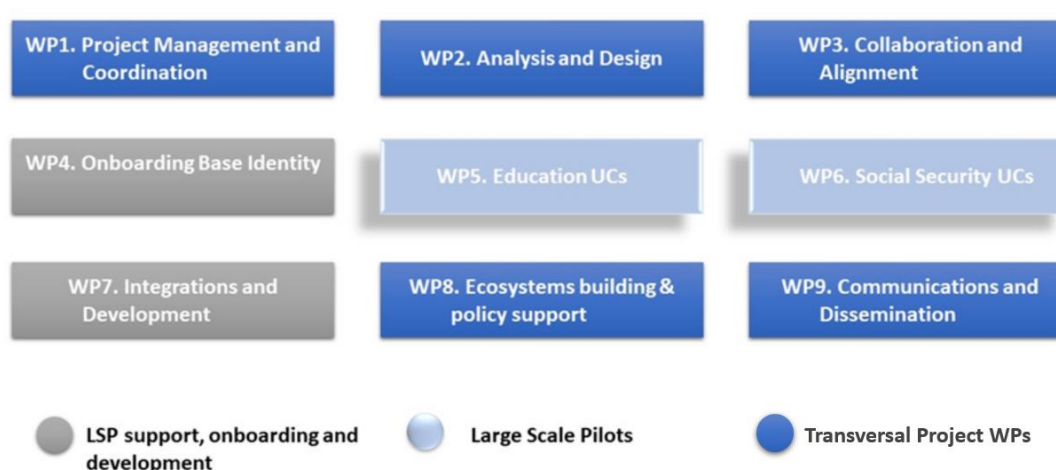 WP1. Project Management and
Coordination
WP2. Analysis and Design
WP3. Collaboration and
Alignment
WP4. Onboarding Base Identity
WP5. Education UCs
WP6. Social Security UCs
WP7. Integrations and
Development
WP8. Ecosystems building &
policy support
WP9. Communications and
Dissemination
LSP support, onboarding and
development
Large Scale Pilots
Transversal Project WPs